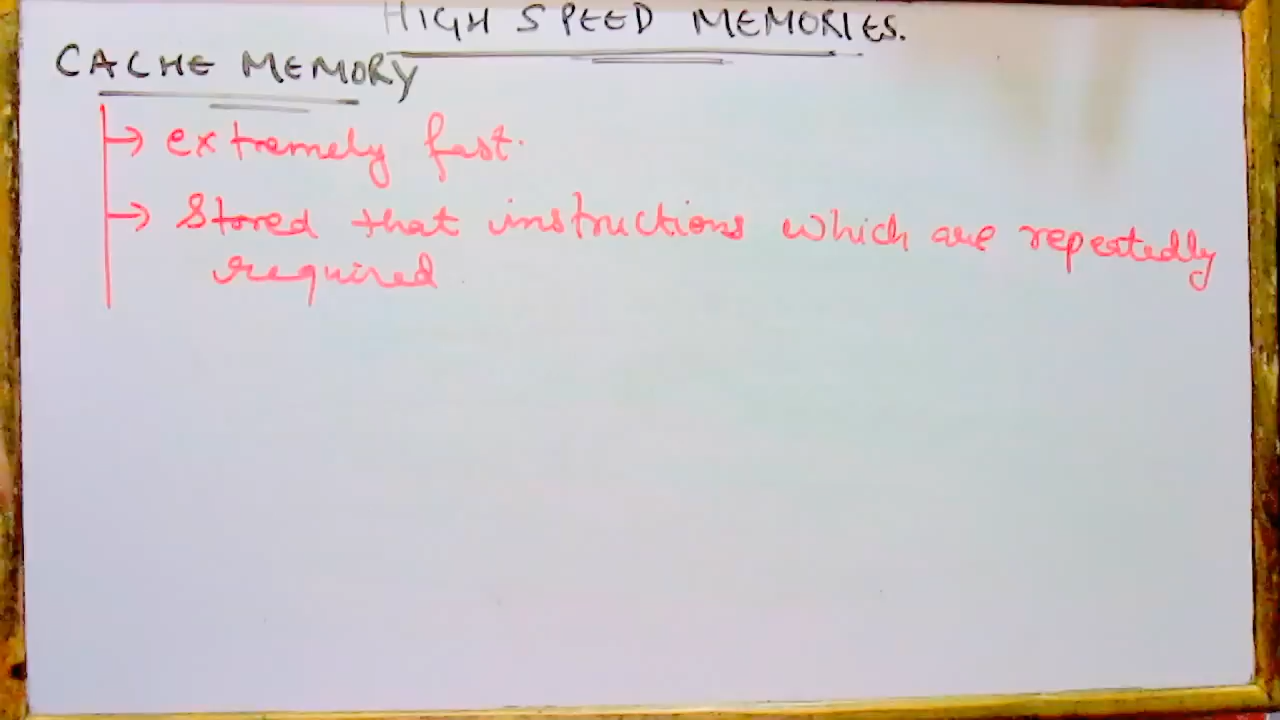 HIGH SPEED MEMORIES.
CACHE MEMORY
→ extremely fast.
→ Stored that instructions which are repeatedly
required